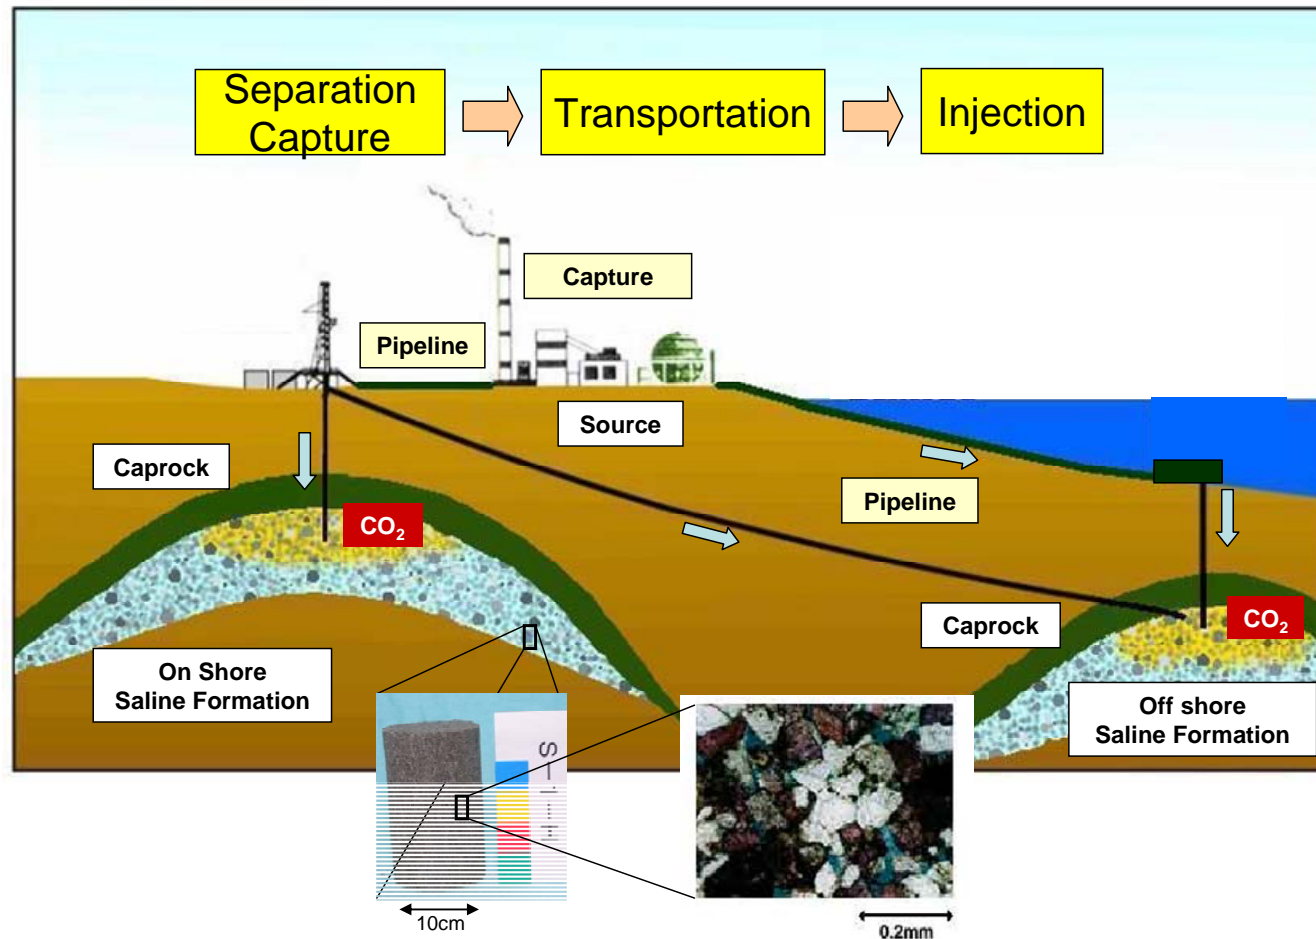 Separation
Capture
Transportation
Injection
Capture
Pipeline
Source
Caprock
Pipeline
CO₂
Caprock
CO₂
On Shore
Saline Formation
Off shore
Saline Formation
10cm
0.2mm